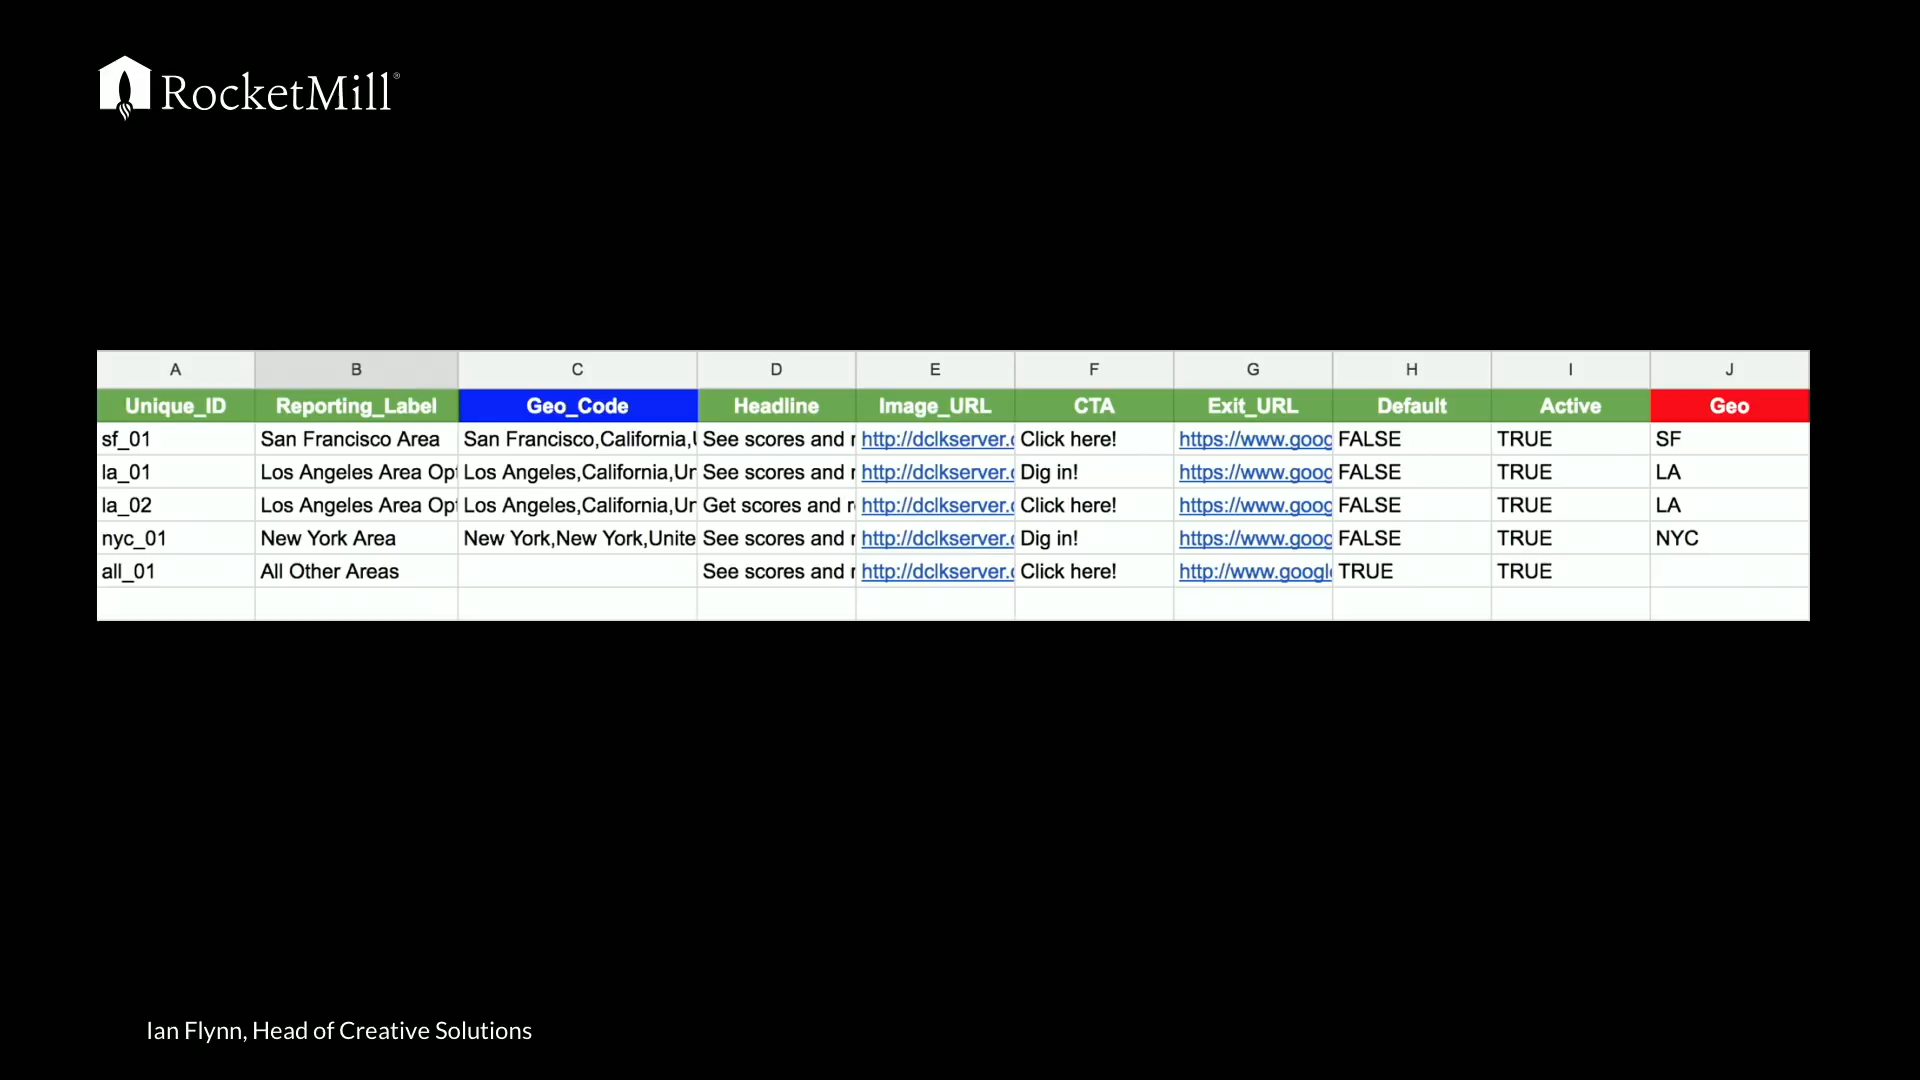 RocketMill®
A B C D E F G H I J
Unique_ID Reporting_Label Geo_Code Headline Image_URL CTA Exit_URL Default Active Geo
sf_01 San Francisco Area San Francisco,California, See scores and http://dclkserver. Click here! https://www.goog FALSE TRUE SF
la_01 Los Angeles Area Opt Los Angeles,California,Un See scores and http://dclkserver. Dig in! https://www.goog FALSE TRUE LA
la_02 Los Angeles Area Opt Los Angeles,California,Un Get scores and http://dclkserver. Click here! https://www.goog FALSE TRUE LA
nyc_01 New York Area New York,New York,Unite See scores and http://dclkserver. Dig in! https://www.goog FALSE TRUE NYC
all_01 All Other Areas See scores and http://dclkserver. Click here! http://www.googl TRUE TRUE
Ian Flynn, Head of Creative Solutions